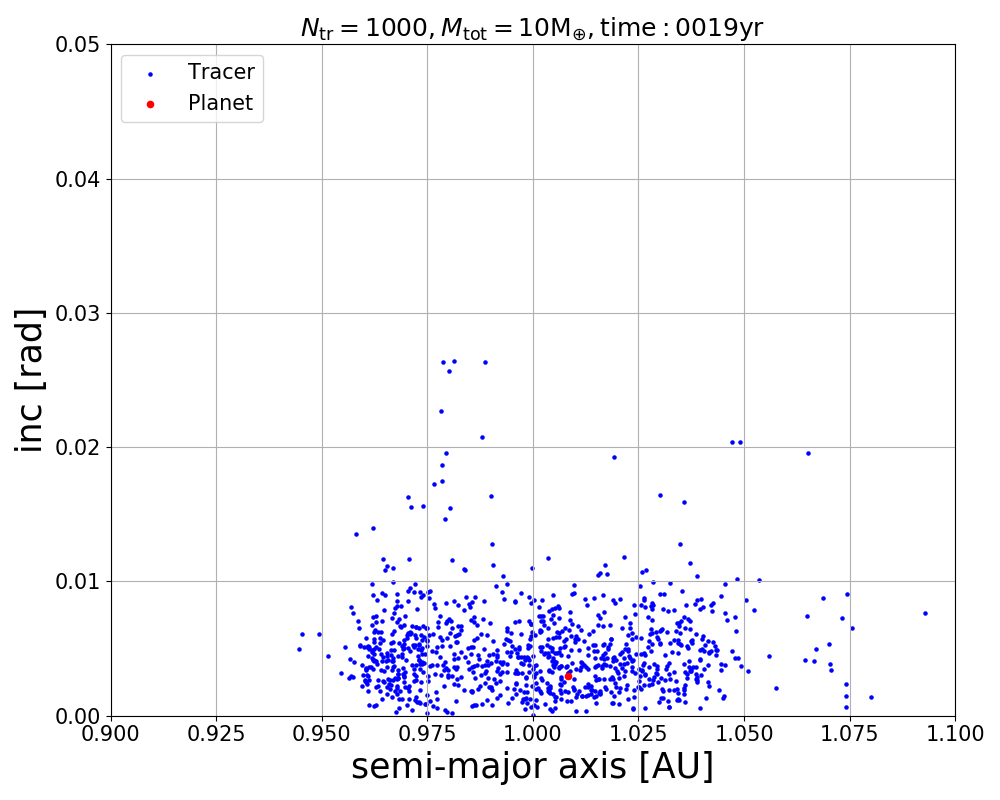 N_tr = 1000, M_tot = 10M_⊕, time : 0019yr
0.05
Tracer
Planet
0.04
0.03
0.02
0.01
0.00
inc [rad]
0.900 0.925 0.950 0.975 1.000 1.025 1.050 1.075 1.100
semi-major axis [AU]